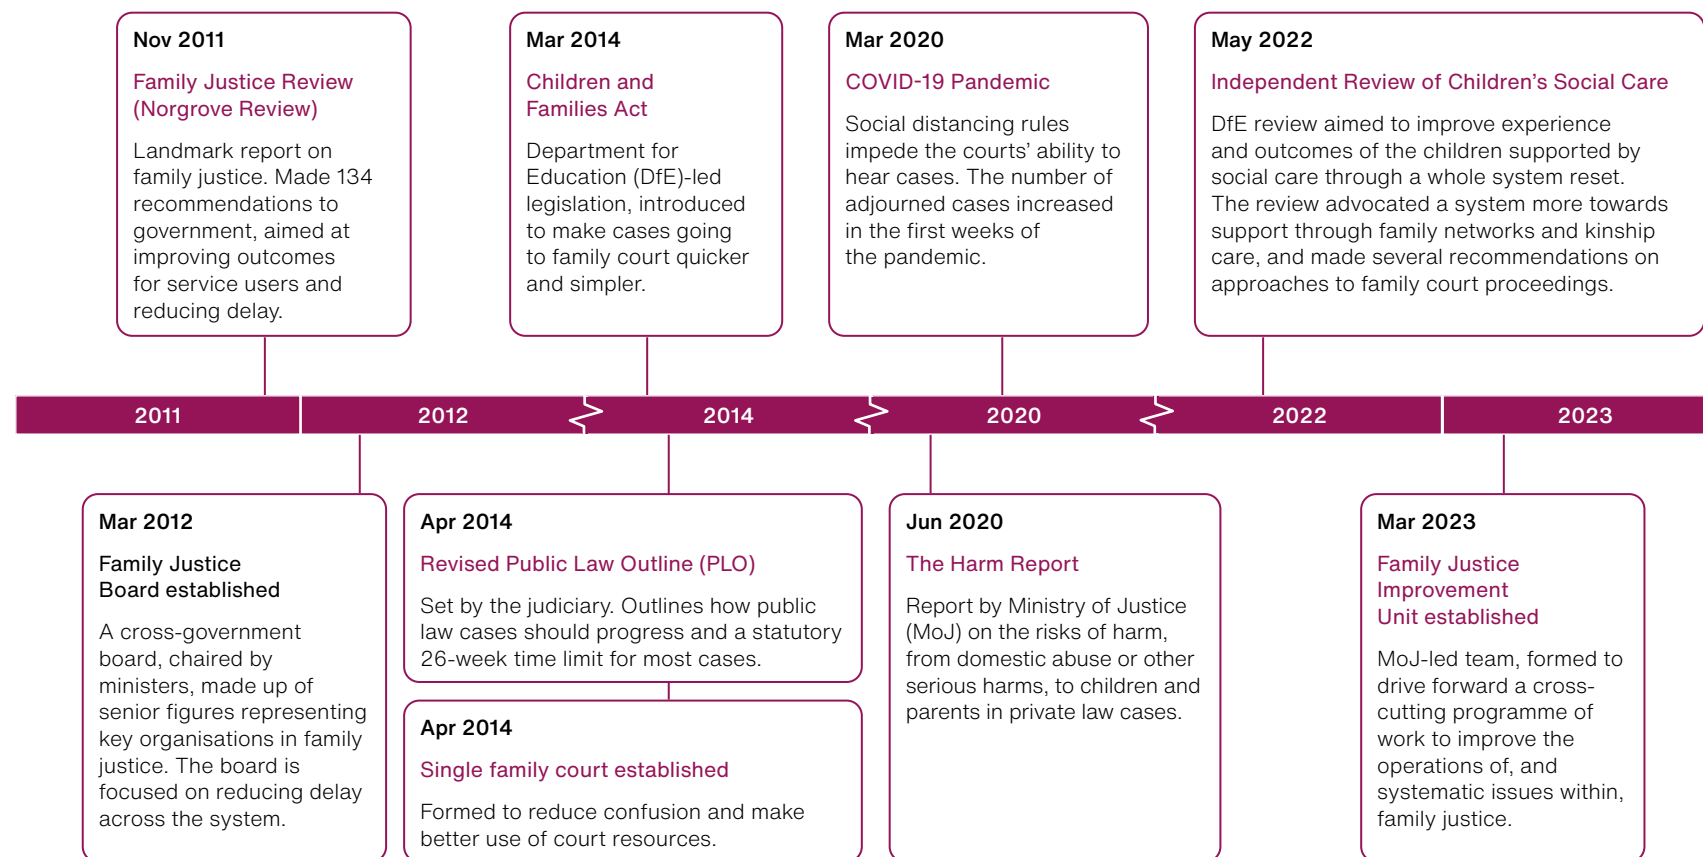 Nov 2011
Family Justice Review
(Norgrove Review)
Landmark report on
family justice. Made 134
recommendations to
government, aimed at
improving outcomes
for service users and
reducing delay.
Mar 2014
Children and
Families Act
Department for
Education (DfE)-led
legislation, introduced
to make cases going
to family court quicker
and simpler.
Mar 2020
COVID-19 Pandemic
Social distancing rules
impede the courts’ ability to
hear cases. The number of
adjourned cases increased
in the first weeks of
the pandemic.
May 2022
Independent Review of Children’s Social Care
DfE review aimed to improve experience
and outcomes of the children supported by
social care through a whole system reset.
The review advocated a system more towards
support through family networks and kinship
care, and made several recommendations on
approaches to family court proceedings.
2011
2012
2014
2020
2022
2023
Mar 2012
Family Justice
Board established
A cross-government
board, chaired by
ministers, made up of
senior figures representing
key organisations in family
justice. The board is
focused on reducing delay
across the system.
Apr 2014
Revised Public Law Outline (PLO)
Set by the judiciary. Outlines how public
law cases should progress and a statutory
26-week time limit for most cases.
Apr 2014
Single family court established
Formed to reduce confusion and make
better use of court resources.
Jun 2020
The Harm Report
Report by Ministry of Justice
(MoJ) on the risks of harm,
from domestic abuse or other
serious harms, to children and
parents in private law cases.
Mar 2023
Family Justice
Improvement
Unit established
MoJ-led team, formed to
drive forward a cross-
cutting programme of
work to improve the
operations of, and
systematic issues within,
family justice.